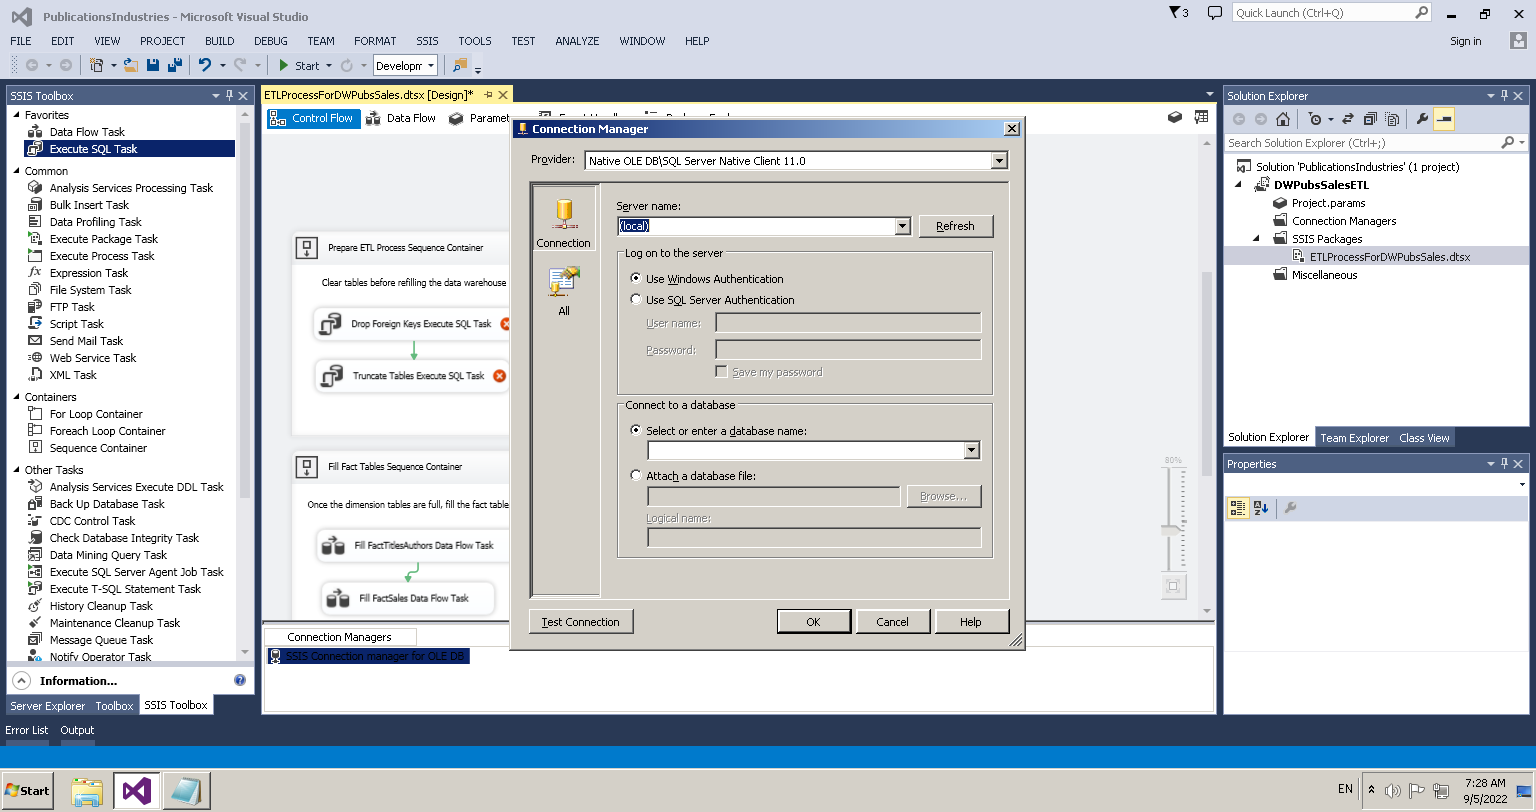 PublicationsIndustries - Microsoft Visual Studio
3
Quick Launch (Ctrl+Q)
FILE EDIT VIEW PROJECT BUILD DEBUG TEAM FORMAT SSIS TOOLS TEST ANALYZE WINDOW HELP
Sign in
Start
Developm
SSIS Toolbox
Favorites
Data Flow Task
Execute SQL Task
Common
Analysis Services Processing Task
Bulk Insert Task
Data Profiling Task
Execute Package Task
Execute Process Task
Expression Task
File System Task
FTP Task
Script Task
Send Mail Task
Web Service Task
XML Task
Containers
For Loop Container
Foreach Loop Container
Sequence Container
Other Tasks
Analysis Services Execute DDL Task
Back Up Database Task
CDC Control Task
Check Database Integrity Task
Data Mining Query Task
Execute SQL Server Agent Job Task
Execute T-SQL Statement Task
History Cleanup Task
Maintenance Cleanup Task
Message Queue Task
Notify Operator Task
Information...
Server Explorer Toolbox SSIS Toolbox
Error List Output
ETLProcessForDWPubsSales.dtsx [Design]*
Control Flow
Data Flow
Paramet
Prepare ETL Process Sequence Container
Clear tables before refilling the data warehouse
Drop Foreign Keys Execute SQL Task
Truncate Tables Execute SQL Task
Fill Fact Tables Sequence Container
Once the dimension tables are full, fill the fact table
Fill FactTitlesAuthors Data Flow Task
Fill FactSales Data Flow Task
80%
Connection Managers
SSIS Connection manager for OLE DB
Connection Manager
Provider:
Native OLE DB\SQL Server Native Client 11.0
Connection
All
Server name:
(local)
Refresh
Log on to the server
Use Windows Authentication
Use SQL Server Authentication
User name:
Password:
Save my password
Connect to a database
Select or enter a database name:
Attach a database file:
Browse...
Logical name:
Test Connection
OK
Cancel
Help
Solution Explorer
Search Solution Explorer (Ctrl+;)
Solution 'PublicationsIndustries' (1 project)
DWPubsSalesETL
Project.params
Connection Managers
SSIS Packages
ETLProcessForDWPubsSales.dtsx
Miscellaneous
Solution Explorer Team Explorer Class View
Properties
Start
EN
7:28 AM
9/5/2022